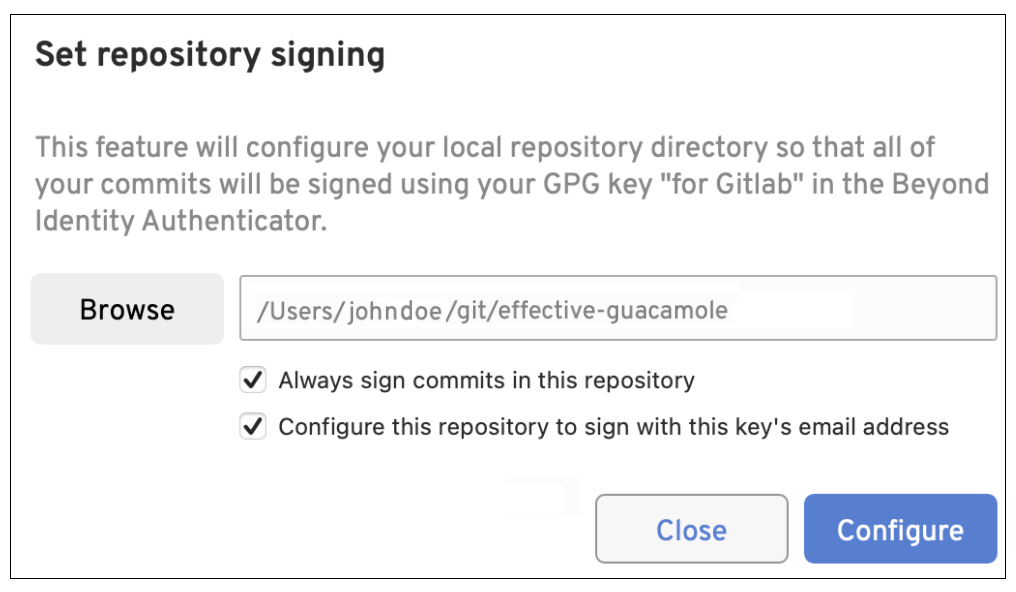 Set repository signing
This feature will configure your local repository directory so that all of
your commits will be signed using your GPG key "for Gitlab" in the Beyond
Identity Authenticator.
Browse
/Users/johndoe/git/effective-guacamole
Always sign commits in this repository
Configure this repository to sign with this key's email address
Close
Configure